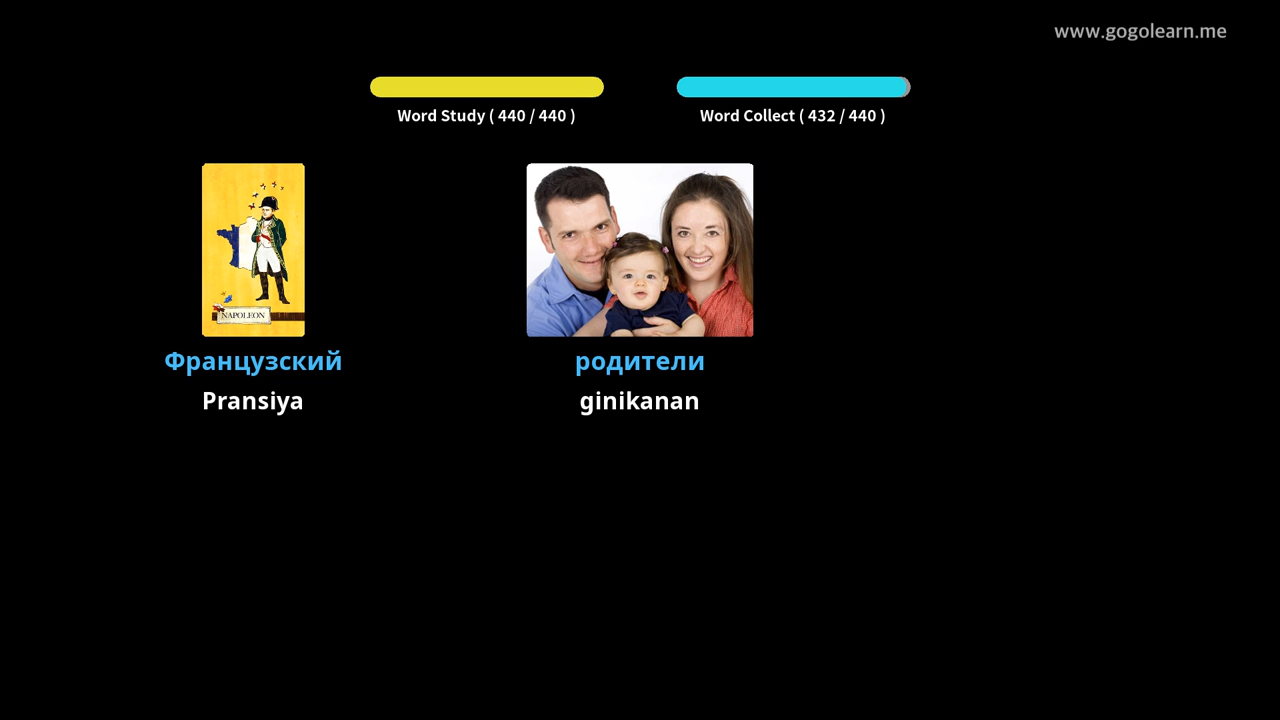 www.gogolearn.me
Word Study ( 440 / 440 )
Word Collect ( 432 / 440 )
NAPOLEON
Французский
родители
Pransiya
ginikanan